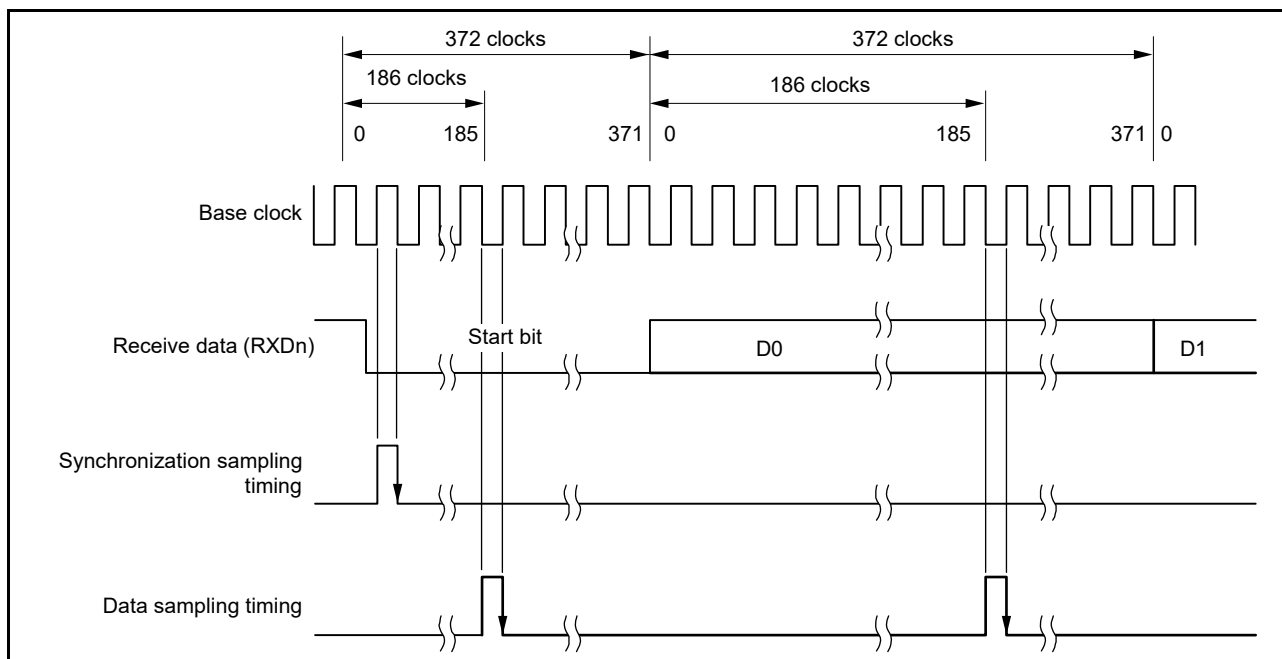 372 clocks 372 clocks
186 clocks 186 clocks
0 185 371 0 185 371 0
Base clock
Start bit
Receive data (RXDn) D0 D1
Synchronization sampling
timing
Data sampling timing